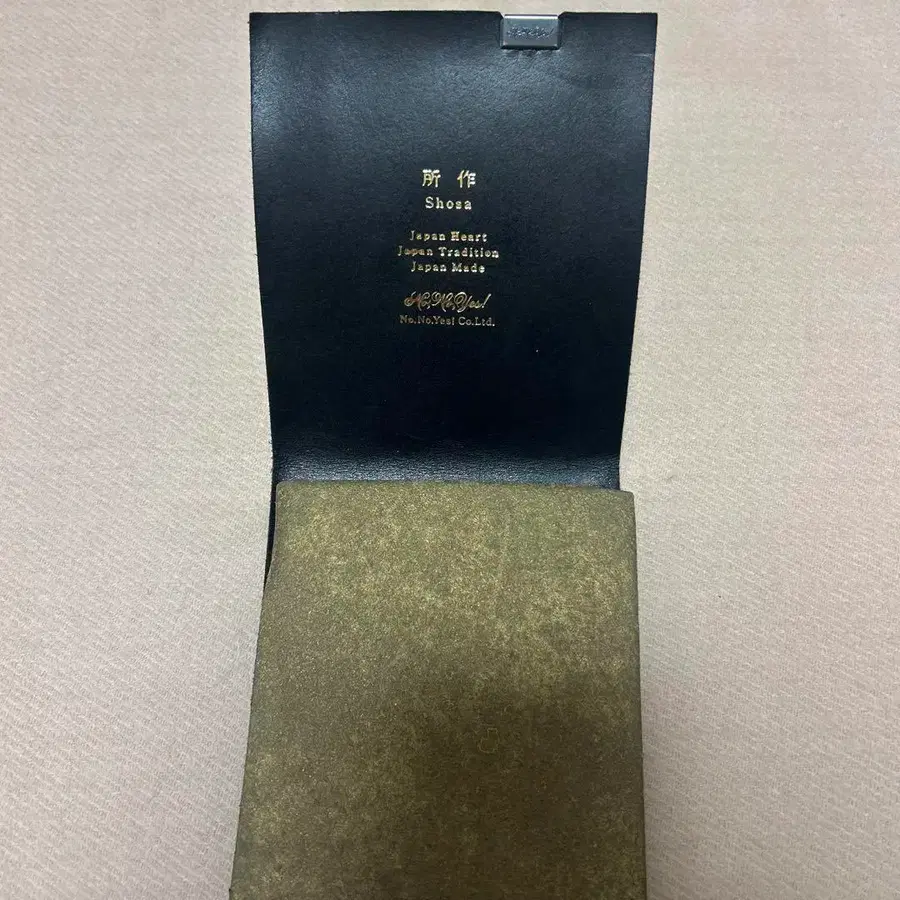 所作
Shosa
Japan Heart
Japan Tradition
Japan Made
No,No,Yes!
No.No.Yes! Co.Ltd.